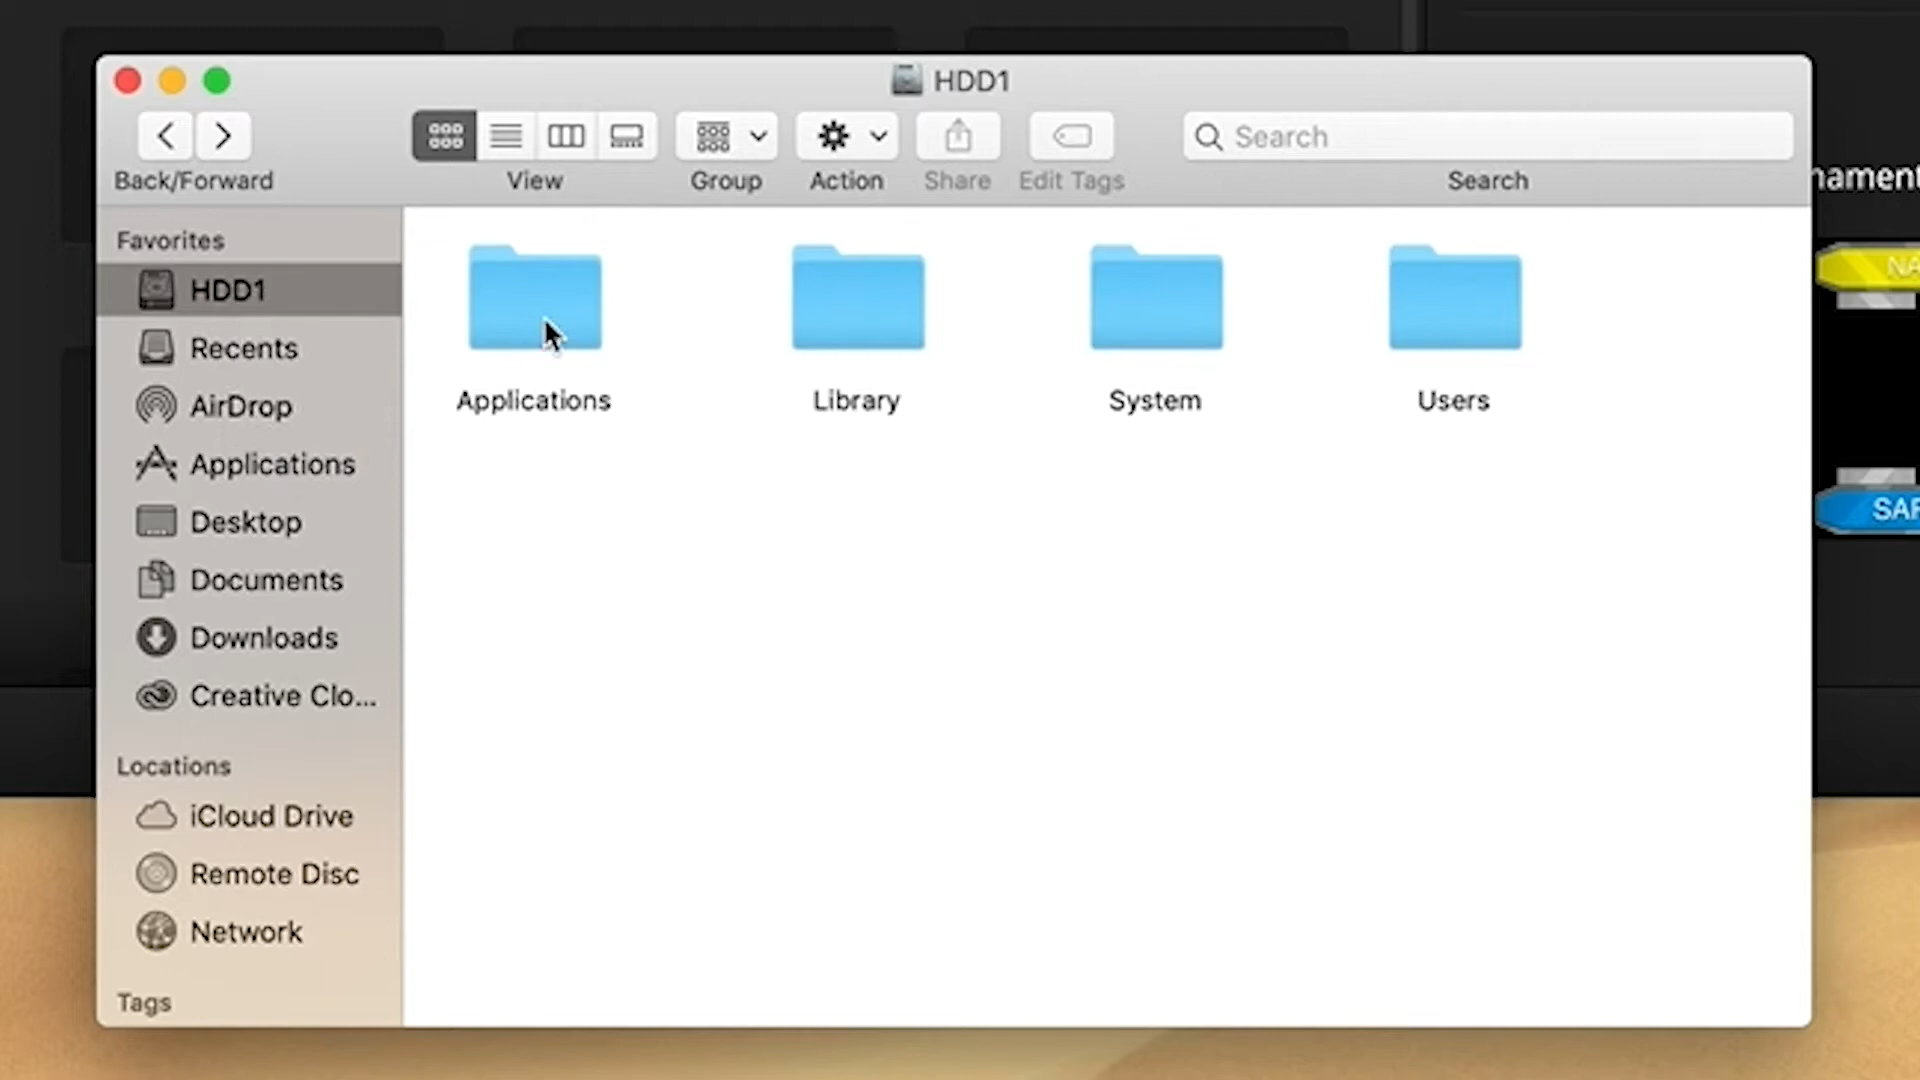 HDD1
Back/Forward
View
Group
Action
Share
Edit Tags
Search
Search
Favorites
HDD1
Recents
AirDrop
Applications
Desktop
Documents
Downloads
Creative Clo...
Locations
iCloud Drive
Remote Disc
Network
Tags
Applications
Library
System
Users